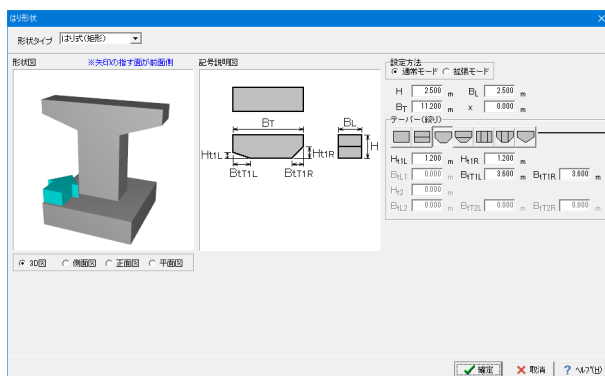 はり形状
形状タイプ はり式(矩形)
形状図 ※矢印の指す面が前面側
記号説明図
BT
BL
H
Ht1L
Ht1R
BtT1L
BtT1R
3D図 側面図 正面図 平面図
設定方法
通常モード 拡張モード
H 2.500 m BL 2.500 m
BT 11.200 m x 0.000 m
テーパー(絞り)
Ht1L 1.200 m Ht1R 1.200 m
BtL1 0.000 m BtT1L 3.600 m BtT1R 3.600 m
Ht2 0.000 m
BtL2 0.000 m BtT2L 0.000 m BtT2R 0.000 m
確定 取消 ? ヘルプ(H)